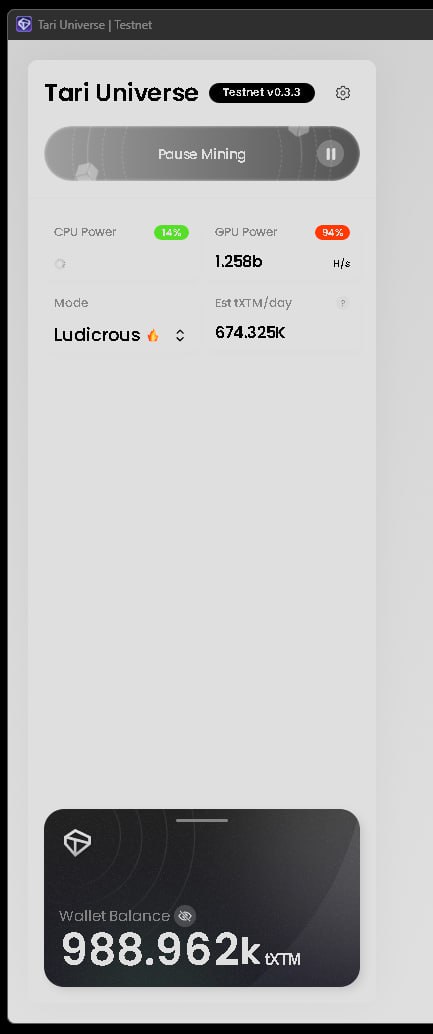 Tari Universe | Testnet
Tari Universe Testnet v0.3.3
Pause Mining
CPU Power 14% GPU Power 94%
1.258b H/s
Mode Est tXTM/day ?
Ludicrous 🔥 674.325K
Wallet Balance
988.962k tXTM